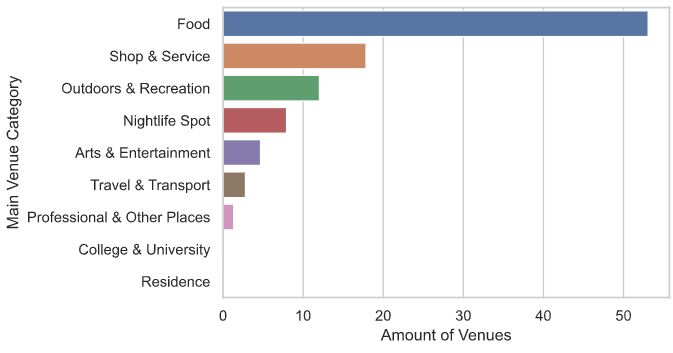 Main Venue Category
Food
Shop & Service
Outdoors & Recreation
Nightlife Spot
Arts & Entertainment
Travel & Transport
Professional & Other Places
College & University
Residence
0 10 20 30 40 50
Amount of Venues